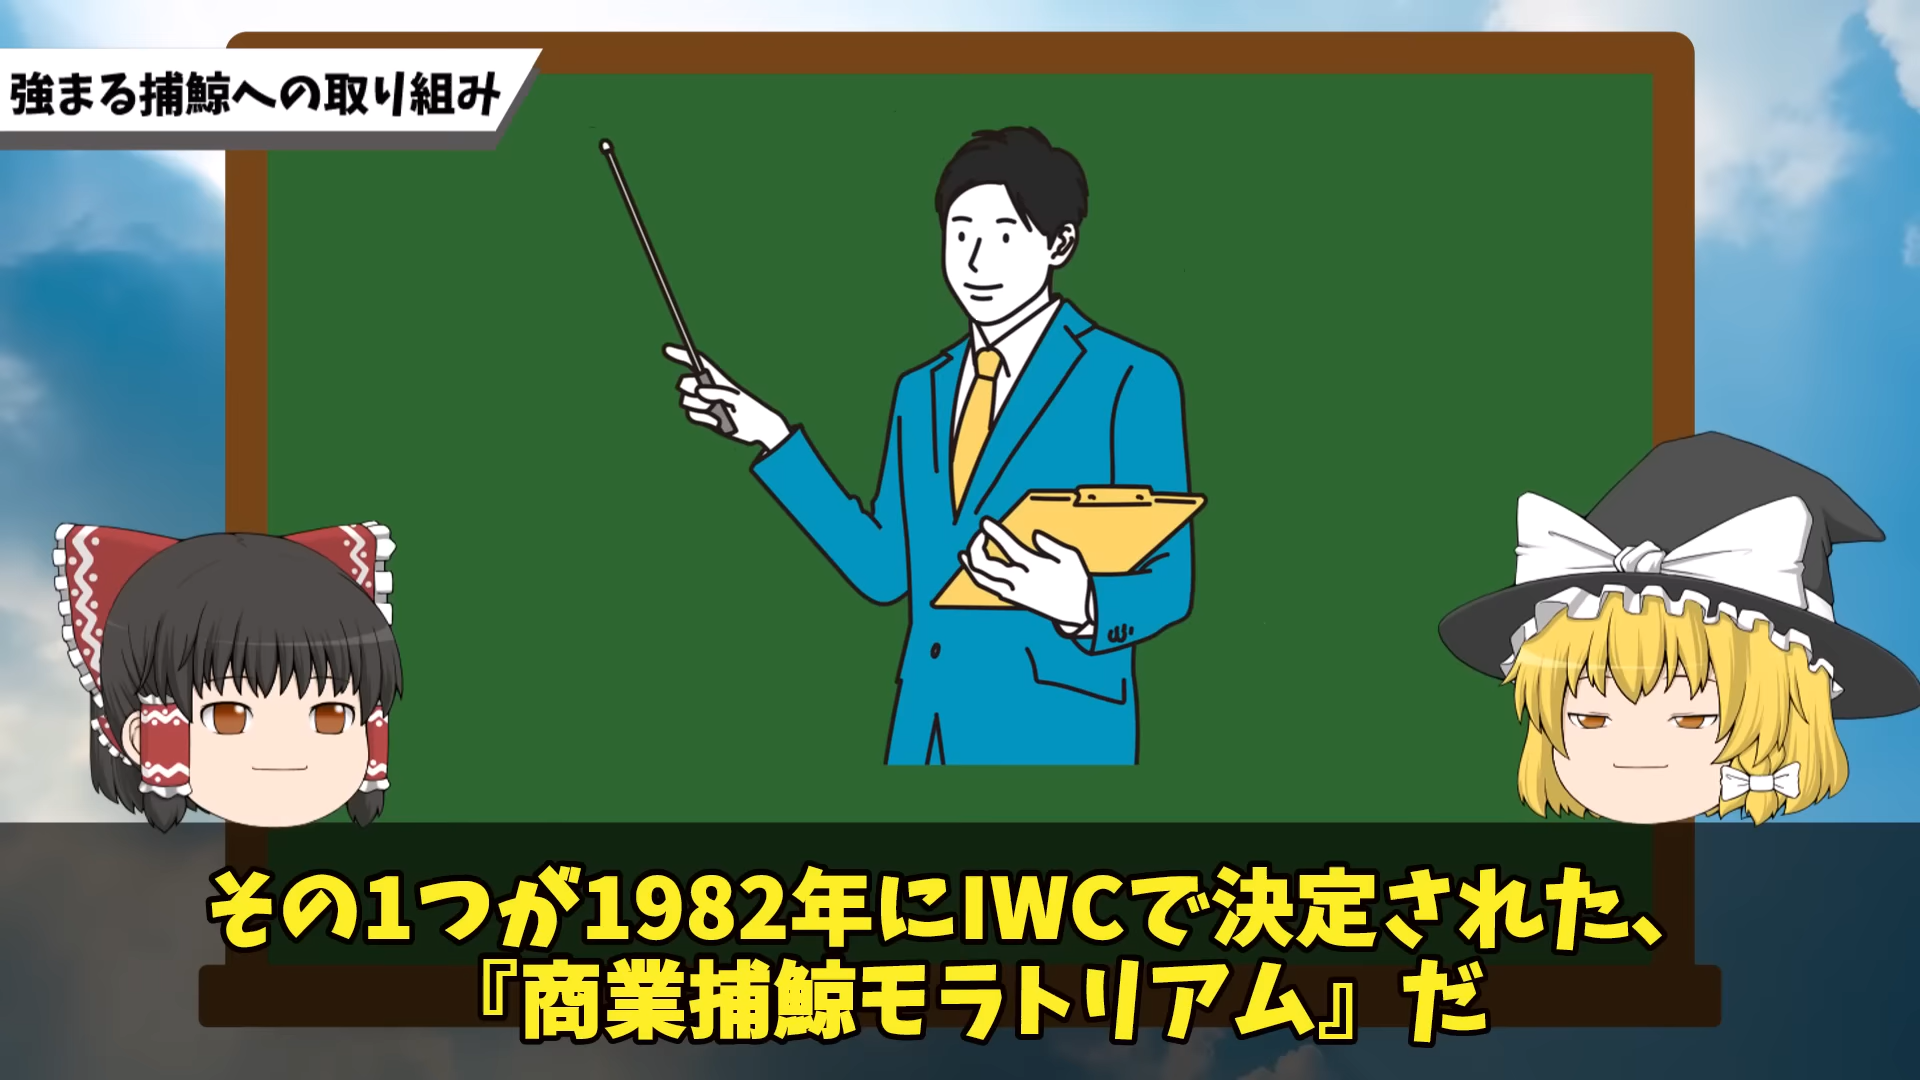 強まる捕鯨への取り組み
その1つが1982年にIWCで決定された、
『商業捕鯨モラトリアム』だ